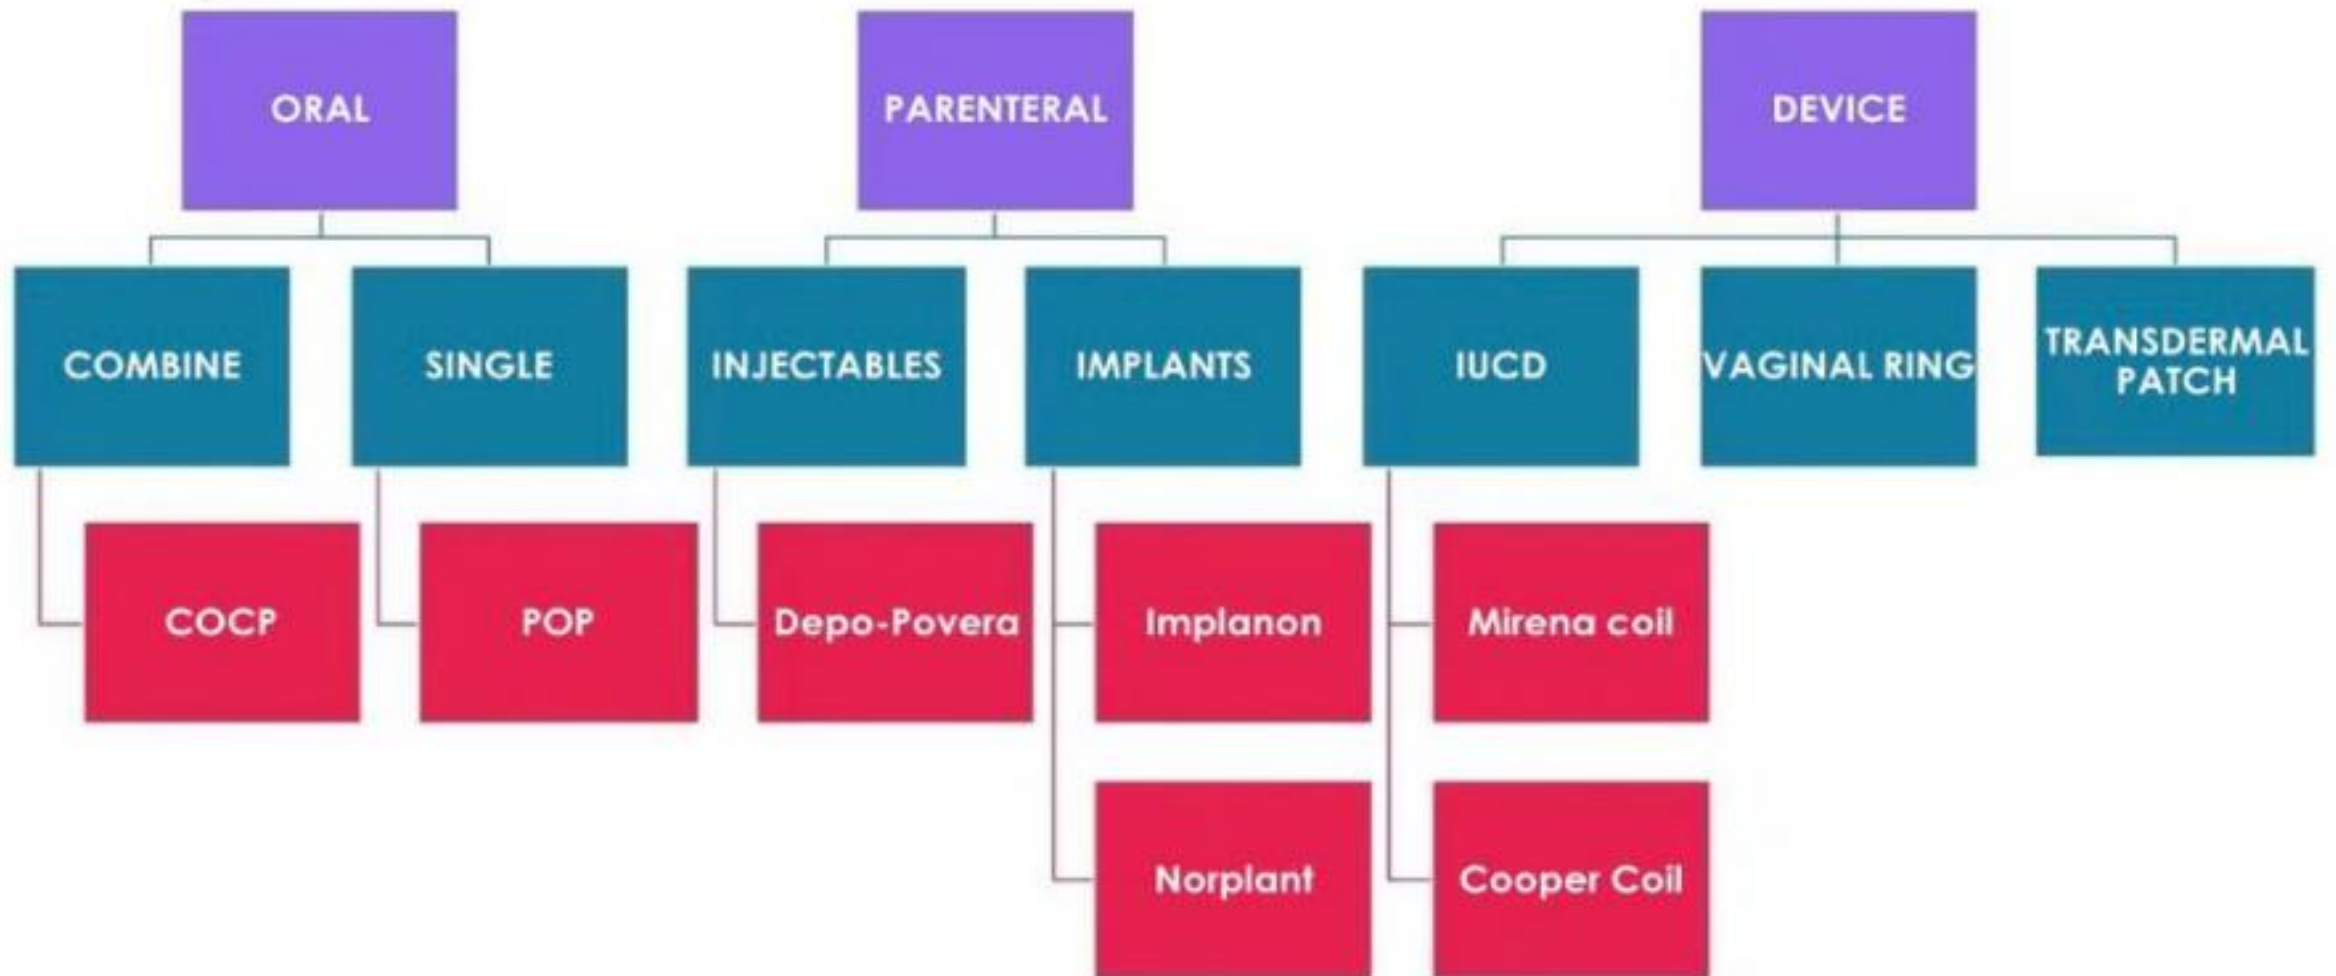 ORAL
PARENTERAL
DEVICE
COMBINE
SINGLE
INJECTABLES
IMPLANTS
IUCD
VAGINAL RING
TRANSDERMAL
PATCH
COCP
POP
Depo-Povera
Implanon
Mirena coil
Norplant
Cooper Coil